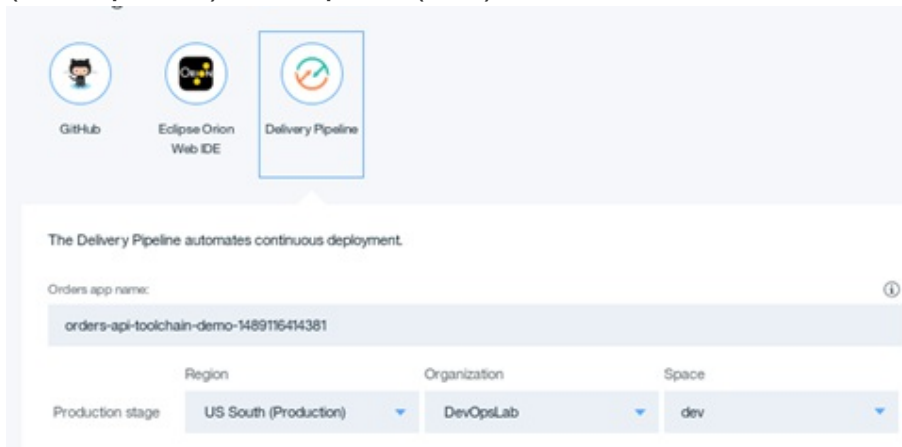 GitHub
Eclipse Orion
Web IDE
Delivery Pipeline
The Delivery Pipeline automates continuous deployment.
Orders app name:
orders-api-toolchain-demo-1489116414381
Region Organization Space
Production stage US South (Production) DevOpsLab dev